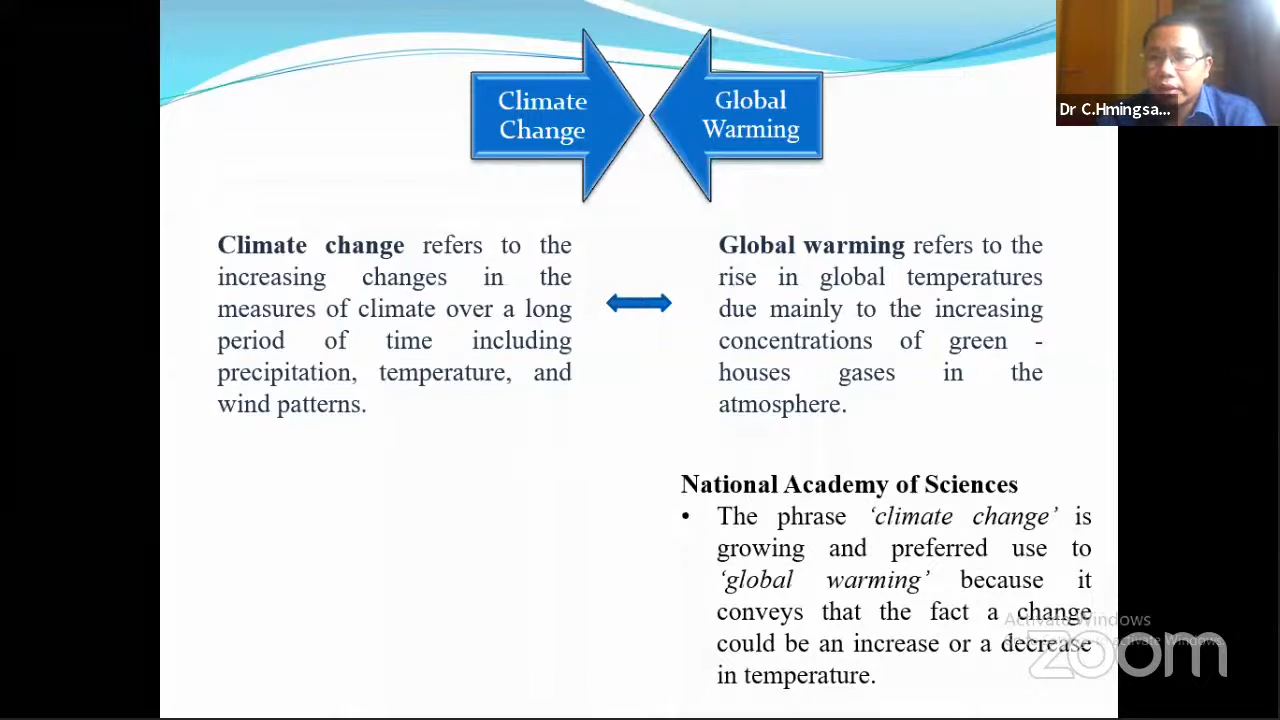 Climate
Change
Global
Warming
Dr C.Hmingsa...
Climate change refers to the
increasing changes in the
measures of climate over a long
period of time including
precipitation, temperature, and
wind patterns.
Global warming refers to the
rise in global temperatures
due mainly to the increasing
concentrations of green -
houses gases in the
atmosphere.
National Academy of Sciences
• The phrase ‘climate change’ is
growing and preferred use to
‘global warming’ because it
conveys that the fact a change
could be an increase or a decrease
in temperature.
Activate Windows
activate Windows.
zoom